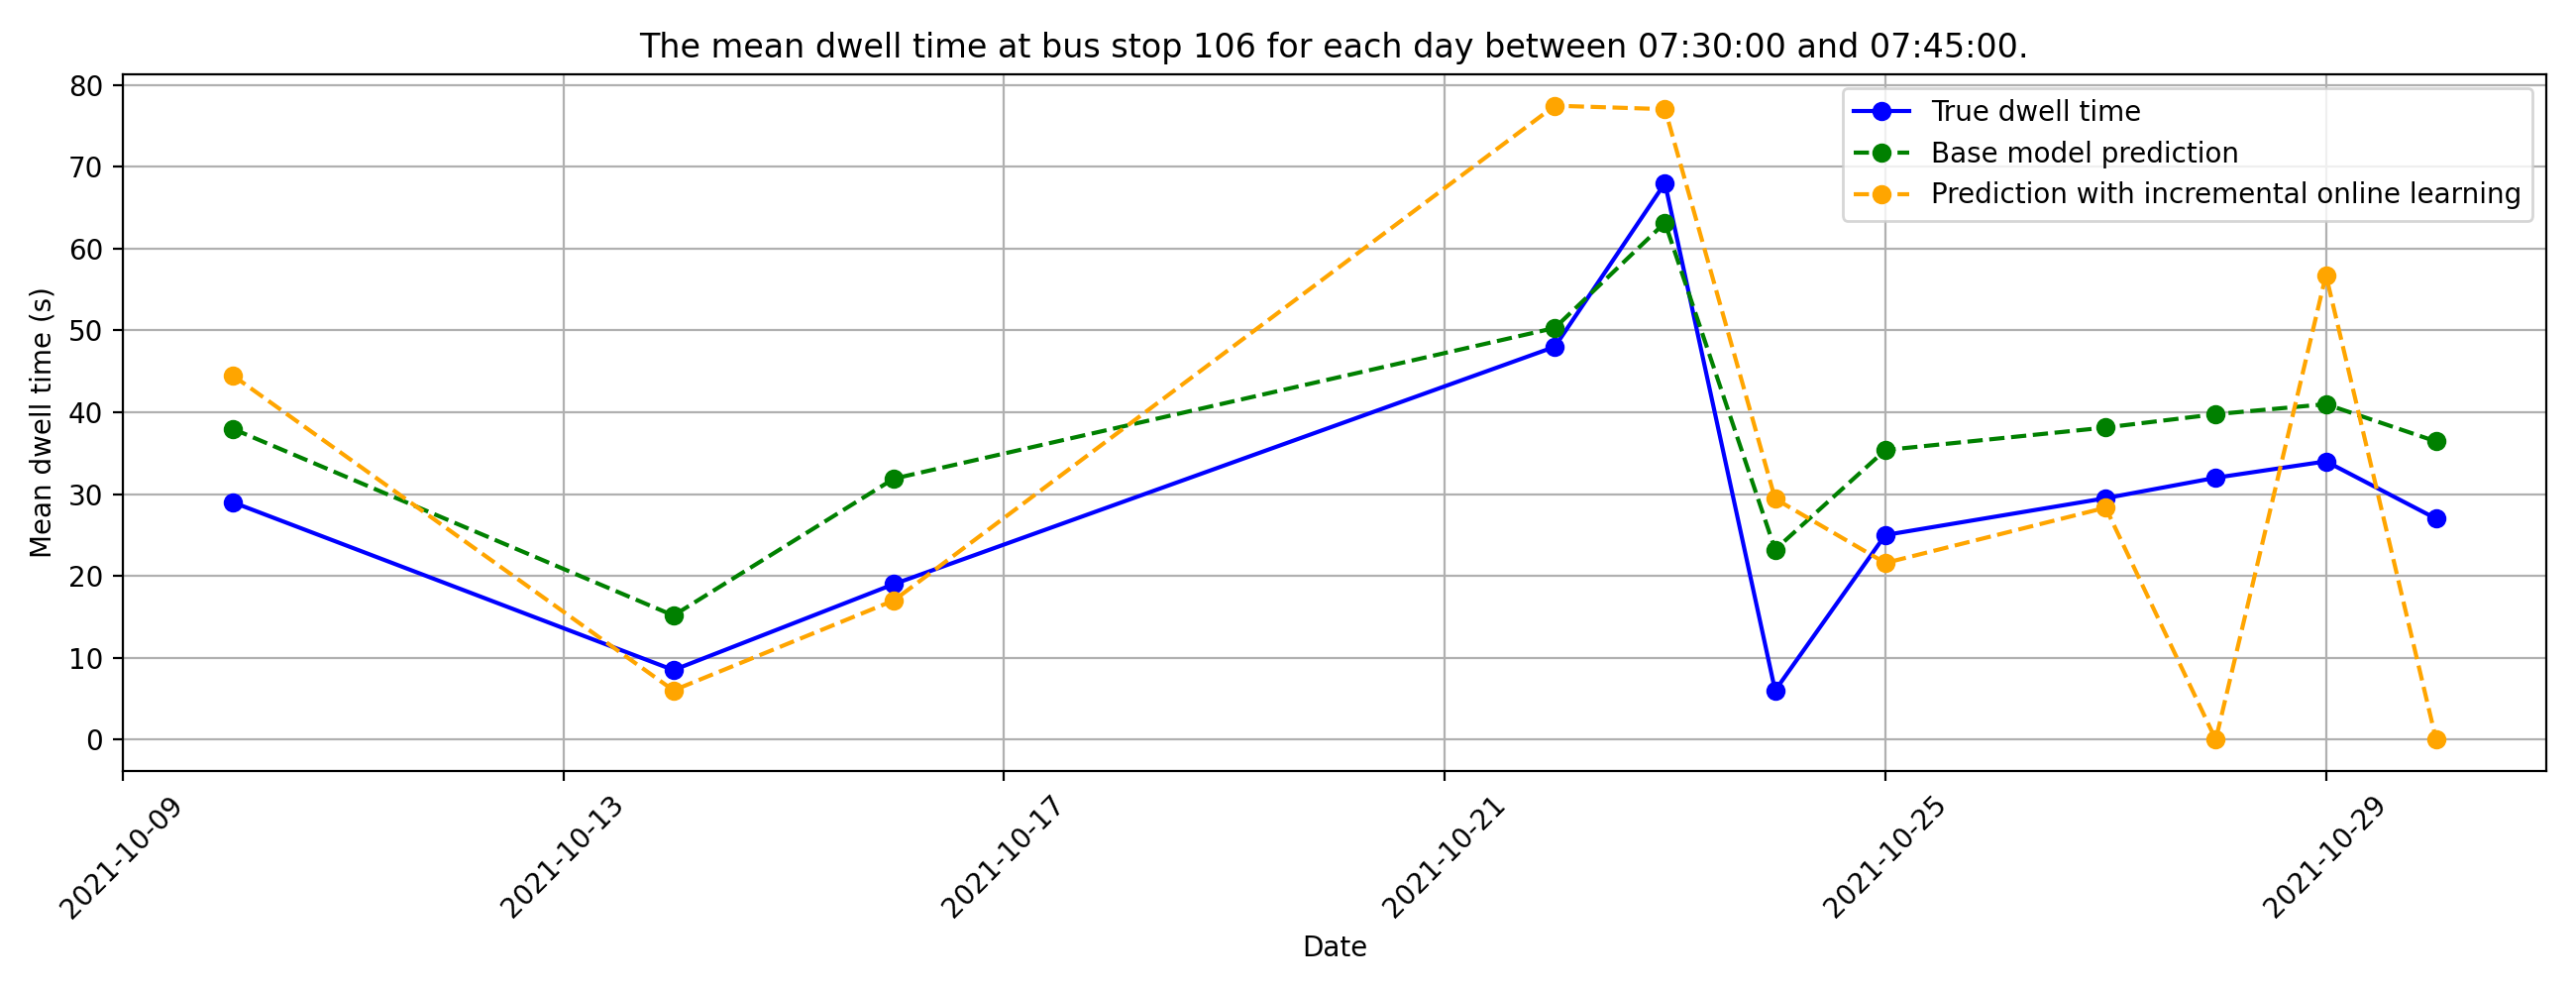 The mean dwell time at bus stop 106 for each day between 07:30:00 and 07:45:00.
True dwell time
Base model prediction
Prediction with incremental online learning
Mean dwell time (s)
80
70
60
50
40
30
20
10
0
2021-10-09
2021-10-13
2021-10-17
2021-10-21
2021-10-25
2021-10-29
Date